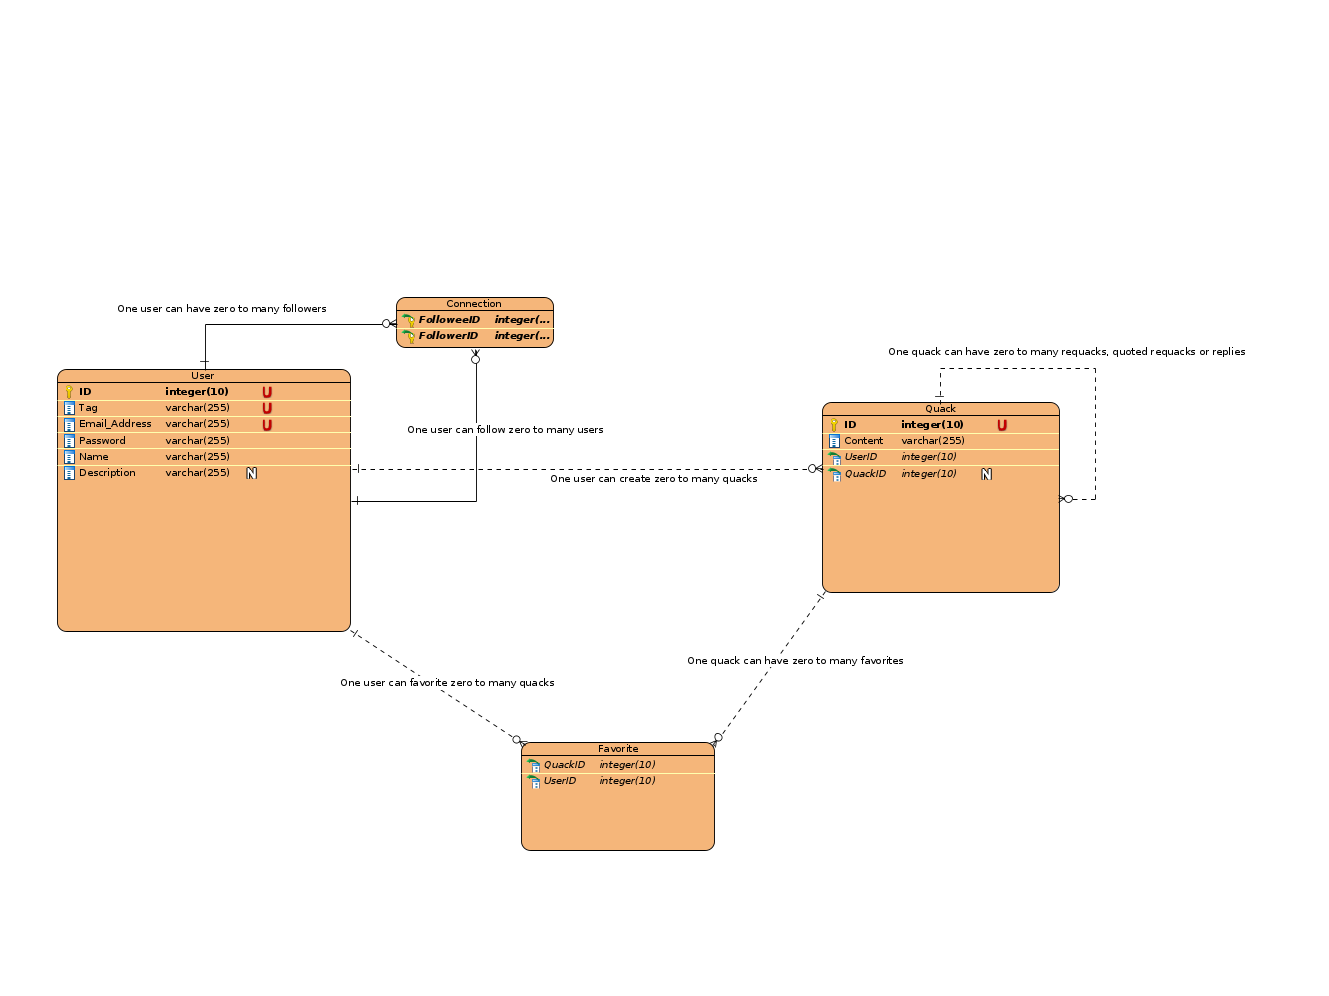 One user can have zero to many followers
Connection
FolloweeID integer(...
FollowerID integer(...
One quack can have zero to many requacks, quoted requacks or replies
User
ID integer(10) U
Tag varchar(255) U
Email_Address varchar(255) U
Password varchar(255)
Name varchar(255)
Description varchar(255) N
One user can follow zero to many users
One user can create zero to many quacks
Quack
ID integer(10) U
Content varchar(255)
UserID integer(10)
QuackID integer(10) N
One user can favorite zero to many quacks
One quack can have zero to many favorites
Favorite
QuackID integer(10)
UserID integer(10)